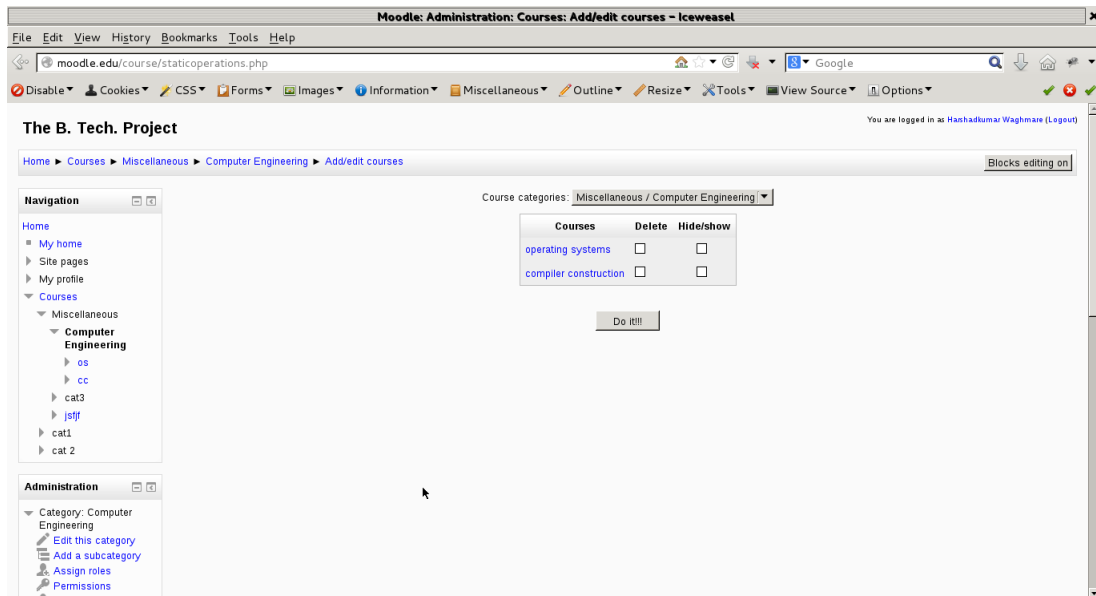 Moodle: Administration: Courses: Add/edit courses – Iceweasel
File Edit View History Bookmarks Tools Help
moodle.edu/course/staticoperations.php
Google
Disable Cookies CSS Forms Images Information Miscellaneous Outline Resize Tools View Source Options
The B. Tech. Project
You are logged in as Harshadkumar Waghmare (Logout)
Home ► Courses ► Miscellaneous ► Computer Engineering ► Add/edit courses
Blocks editing on
Navigation
Home
My home
Site pages
My profile
Courses
Miscellaneous
Computer
Engineering
os
cc
cat3
jsfjf
cat1
cat 2
Administration
Category: Computer
Engineering
Edit this category
Add a subcategory
Assign roles
Permissions
Course categories: Miscellaneous / Computer Engineering
Courses Delete Hide/show
operating systems
compiler construction
Do it!!!